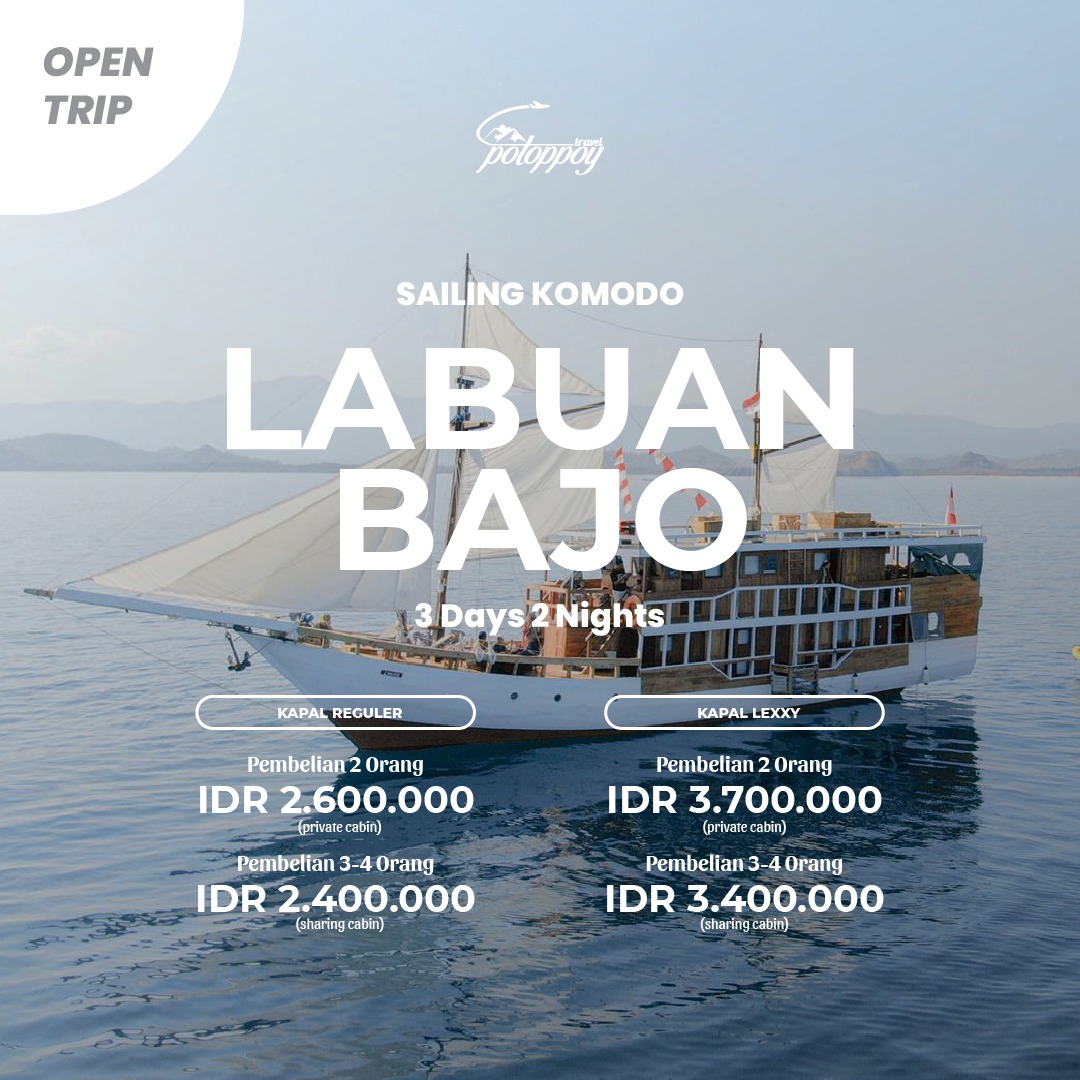 OPEN
TRIP
travel
poloppoy
SAILING KOMODO
LABUAN
BAJO
3 Days 2 Nights
KAPAL REGULER
KAPAL LEXXY
Pembelian 2 Orang
IDR 2.600.000
(private cabin)
Pembelian 3-4 Orang
IDR 2.400.000
(sharing cabin)
Pembelian 2 Orang
IDR 3.700.000
(private cabin)
Pembelian 3-4 Orang
IDR 3.400.000
(sharing cabin)